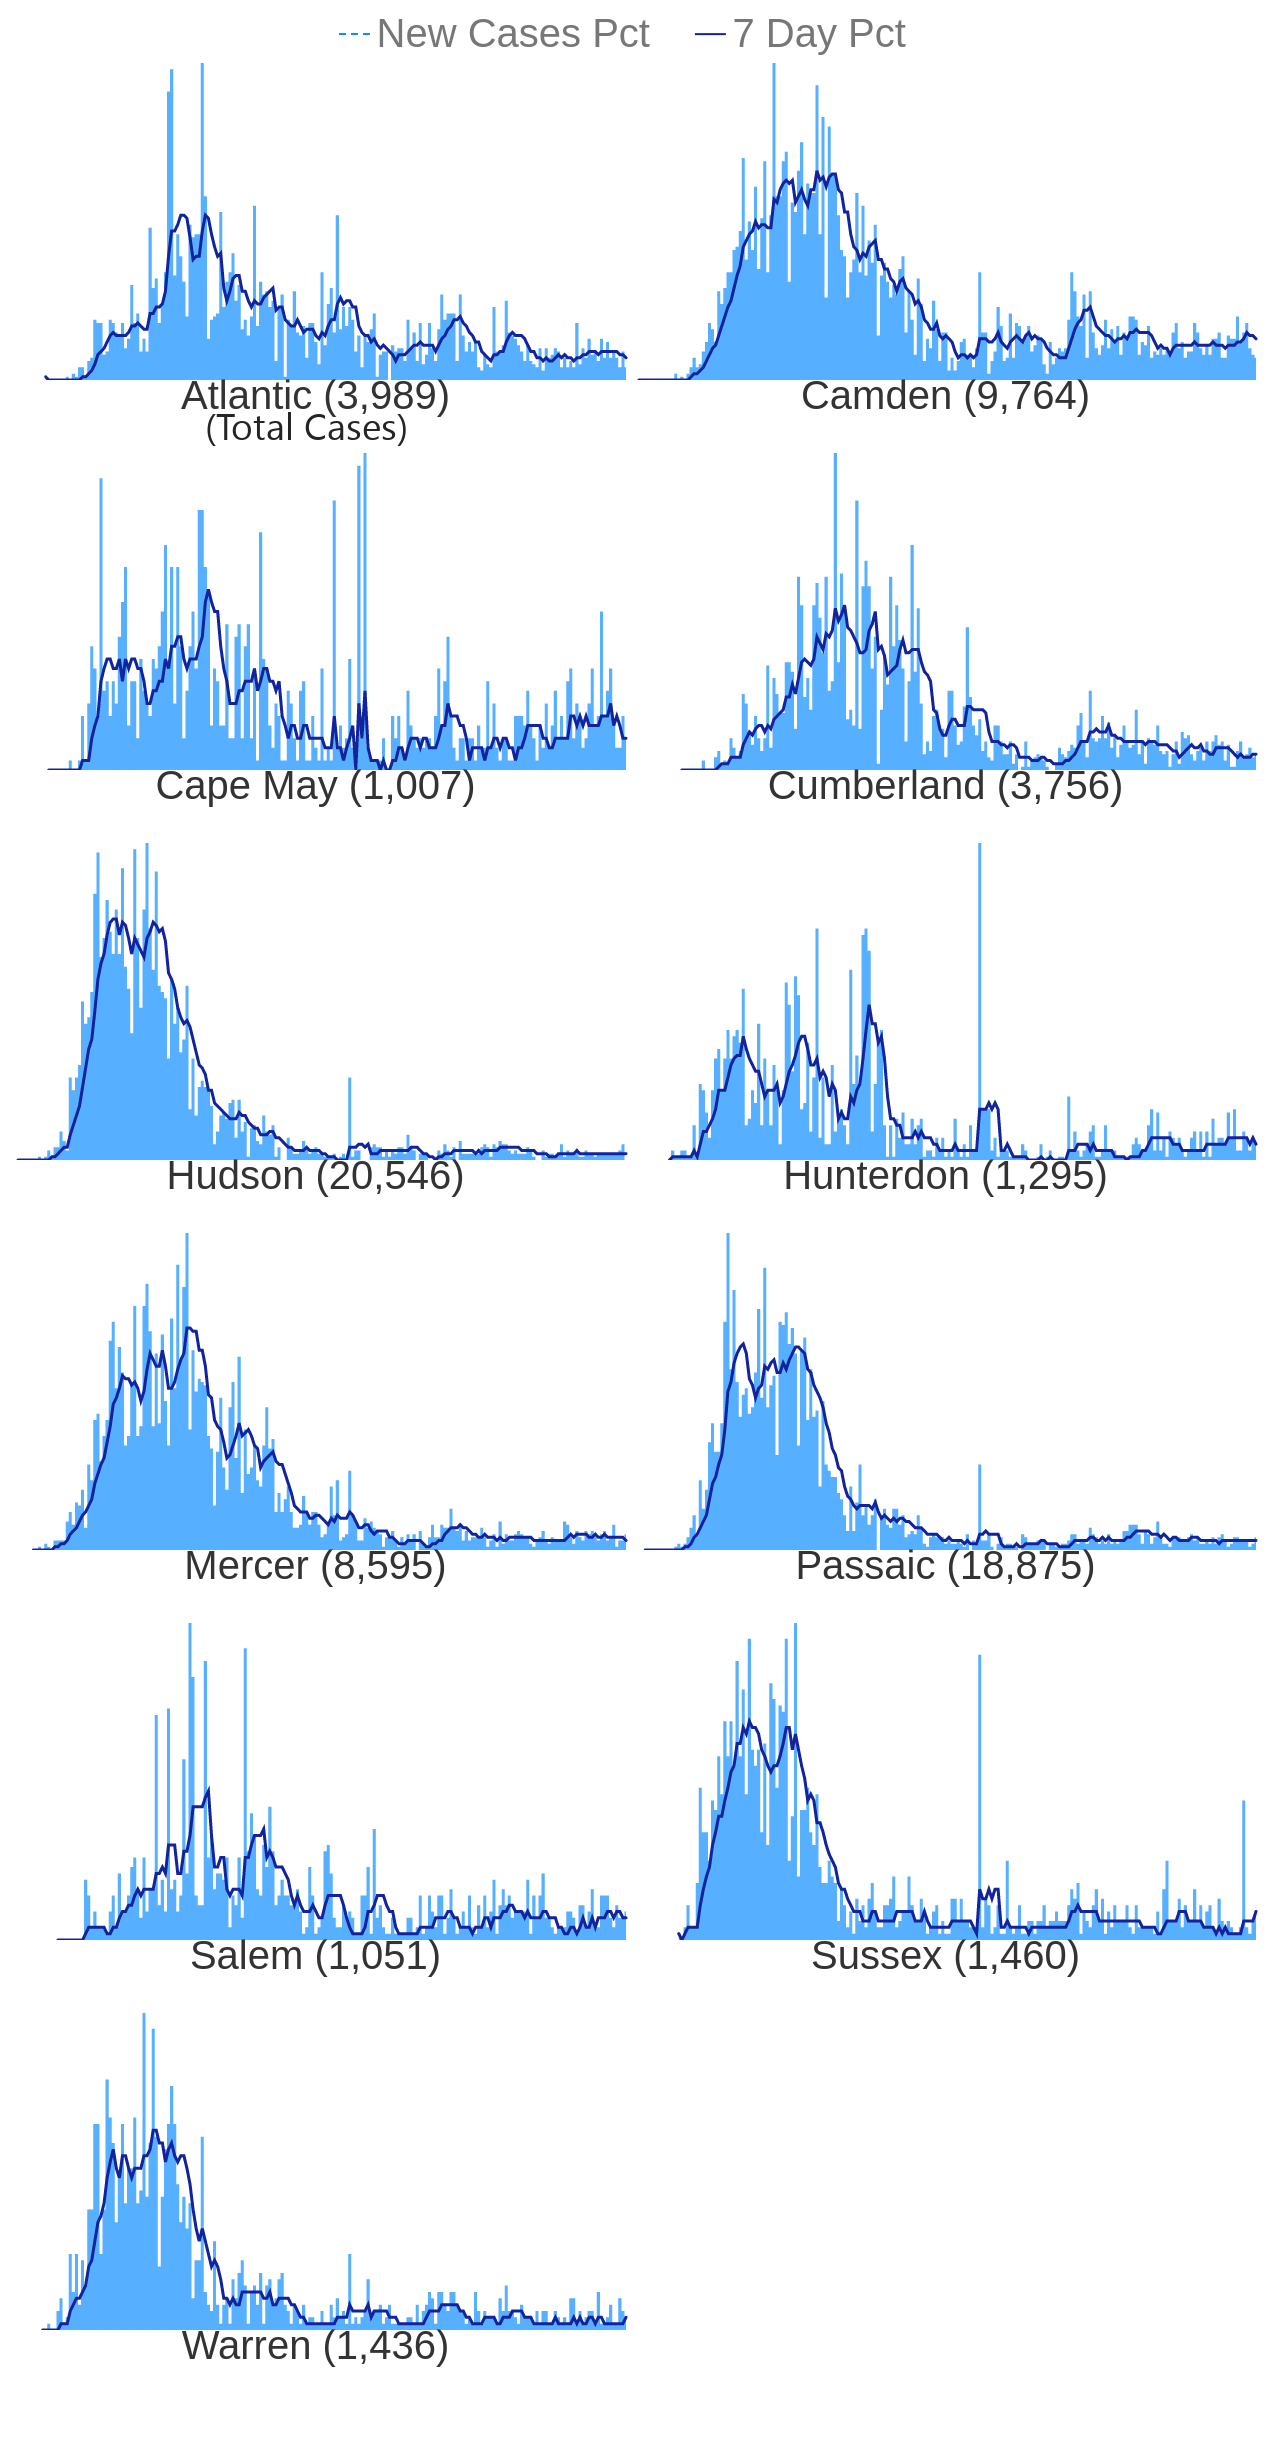 New Cases Pct 7 Day Pct
Atlantic (3,989) Camden (9,764)
(Total Cases)
Cape May (1,007) Cumberland (3,756)
Hudson (20,546) Hunterdon (1,295)
Mercer (8,595) Passaic (18,875)
Salem (1,051) Sussex (1,460)
Warren (1,436)